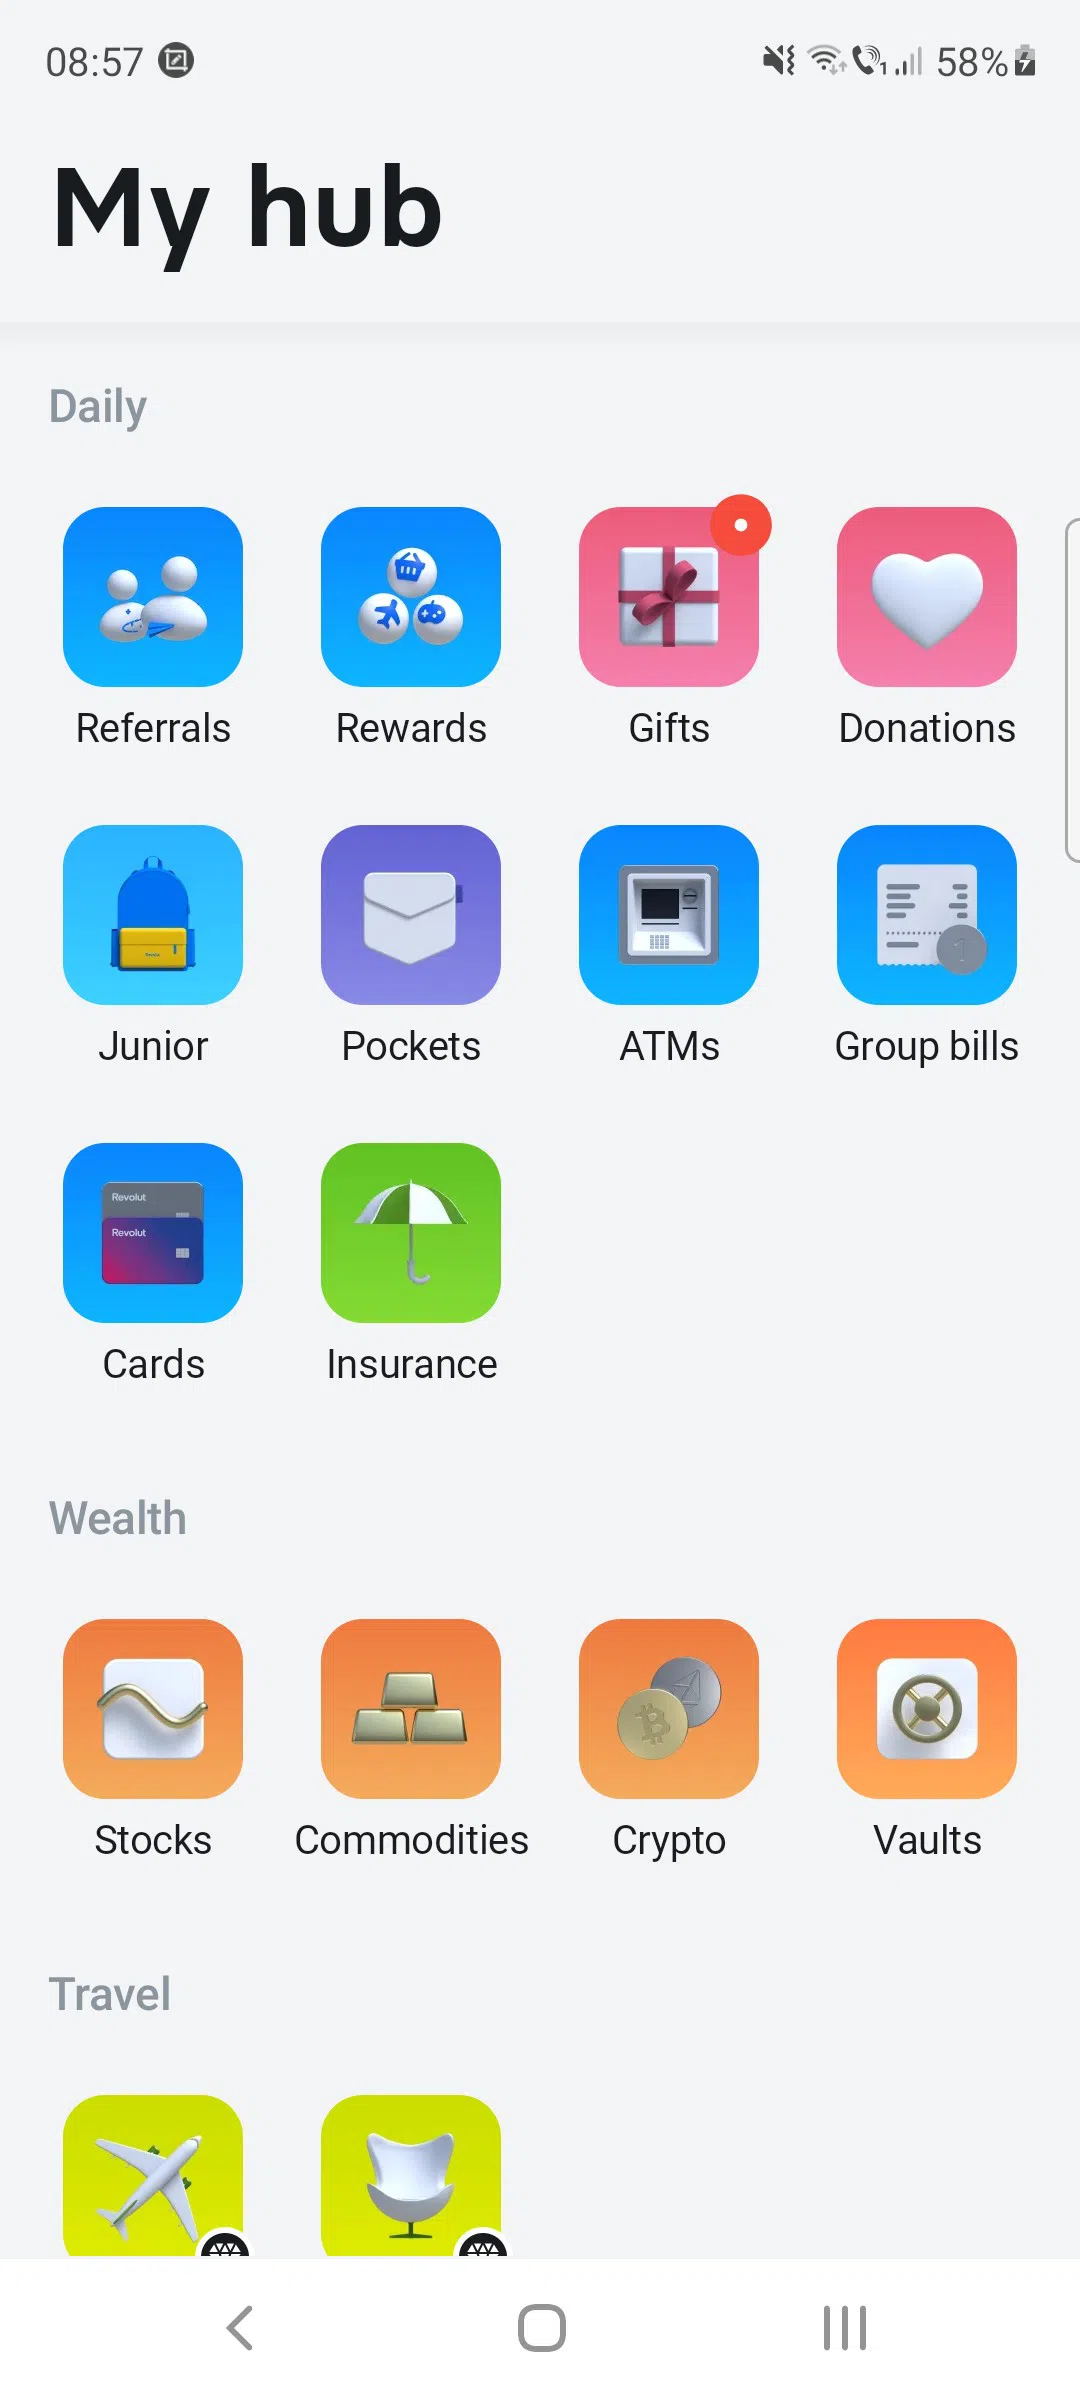 08:57 58%
My hub
Daily
Referrals Rewards Gifts Donations
Junior Pockets ATMs Group bills
Revolut
Revolut
Cards Insurance
Wealth
Stocks Commodities Crypto Vaults
Travel